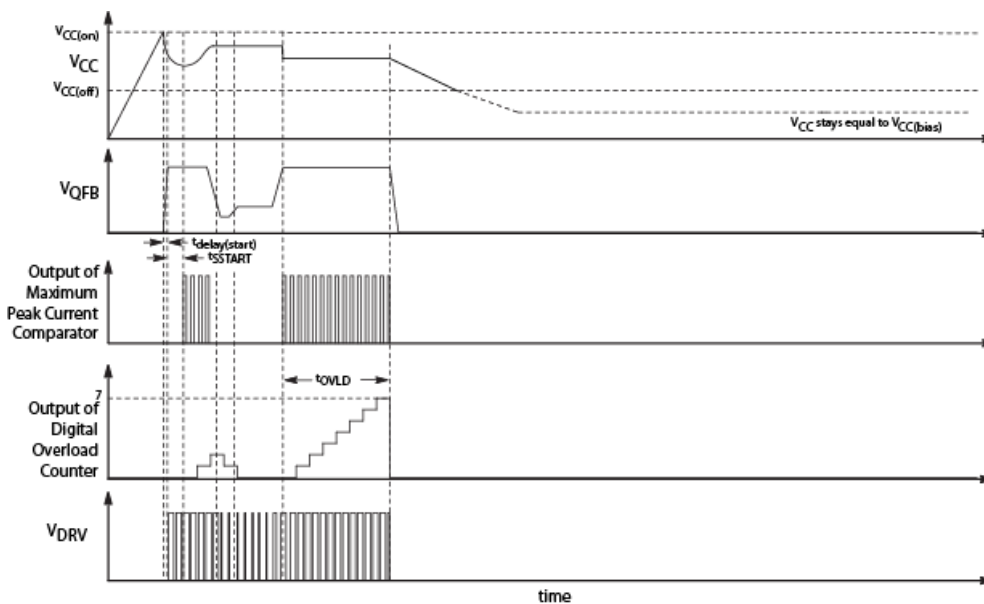 VCC(on)
VCC
VCC(off)
VCC stays equal to VCC(bias)
VQFB
tdelay(start)
tSSTART
Output of
Maximum
Peak Current
Comparator
tOVLD
7
Output of
Digital
Overload
Counter
VDRV
time